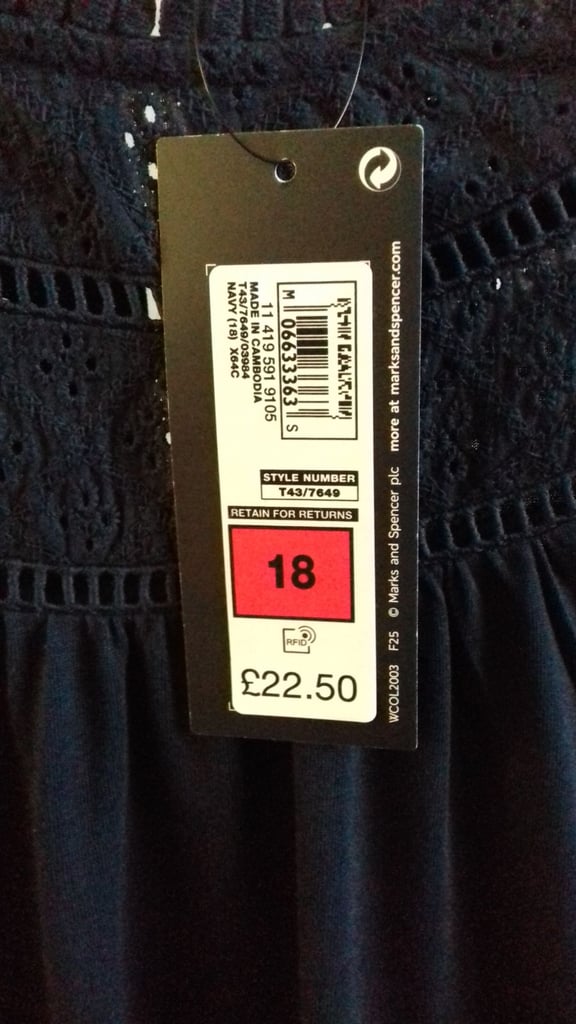 M 06633363 S
11 419 591 9105
MADE IN CAMBODIA
T43/7649/03984
NAVY (18) X64C
STYLE NUMBER
T43/7649
RETAIN FOR RETURNS
18
RFID
£22.50
WCOL2003 F25 © Marks and Spencer plc more at marksandspencer.com